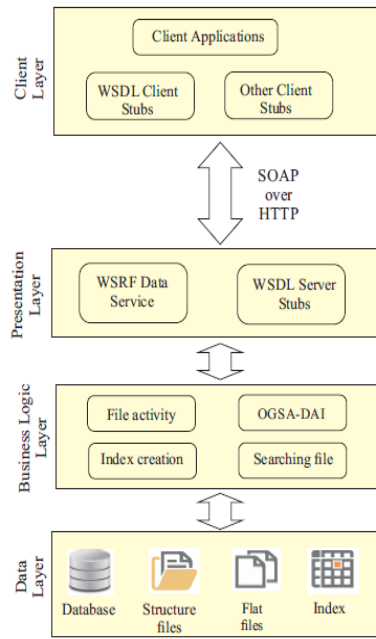 Client
Layer
Client Applications
WSDL Client
Stubs
Other Client
Stubs
SOAP
over
HTTP
Presentation
Layer
WSRF Data
Service
WSDL Server
Stubs
Business Logic
Layer
File activity
OGSA-DAI
Index creation
Searching file
Data
Layer
Database
Structure
files
Flat
files
Index